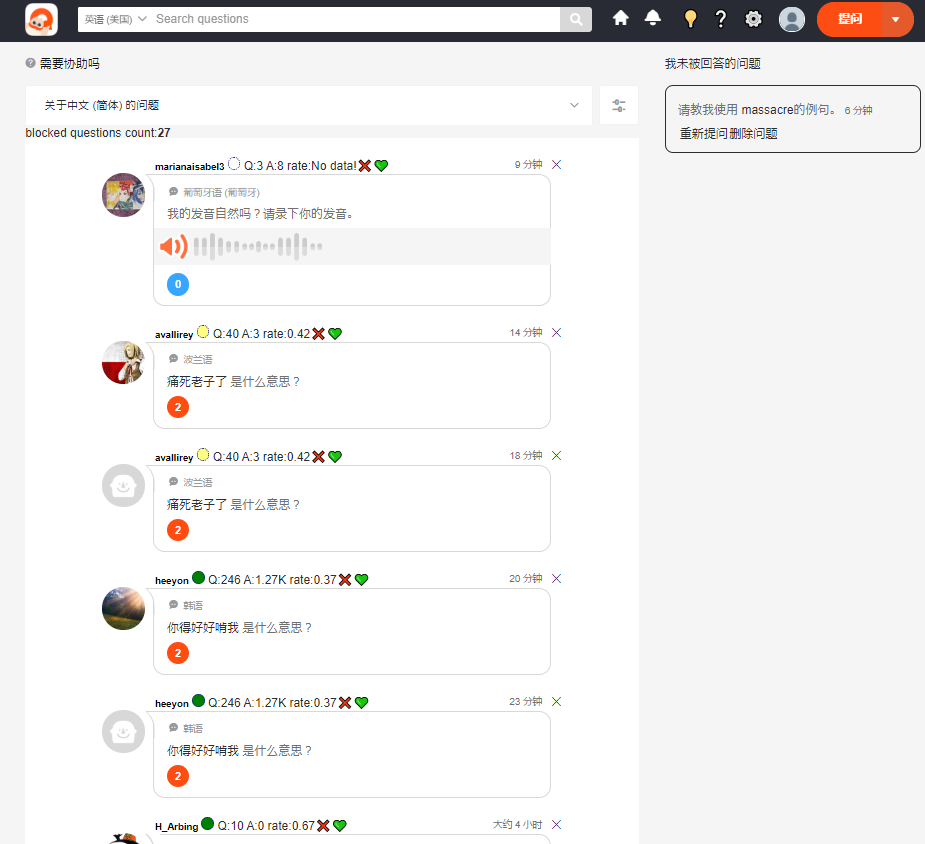 英语 (美国) Search questions
提问
需要协助吗
我未被回答的问题
关于中文 (简体) 的问题
请教我使用 massacre的例句。 6 分钟
重新提问 删除问题
blocked questions count:27
marianaisabel3 Q:3 A:8 rate:No data! 9 分钟
葡萄牙语 (葡萄牙)
我的发音自然吗？请录下你的发音。
0
avallirey Q:40 A:3 rate:0.42 14 分钟
波兰语
痛死老子了 是什么意思？
2
avallirey Q:40 A:3 rate:0.42 18 分钟
波兰语
痛死老子了 是什么意思？
2
heeyon Q:246 A:1.27K rate:0.37 20 分钟
韩语
你得好好啃我 是什么意思？
2
heeyon Q:246 A:1.27K rate:0.37 23 分钟
韩语
你得好好啃我 是什么意思？
2
H_Arbing Q:10 A:0 rate:0.67 大约 4 小时